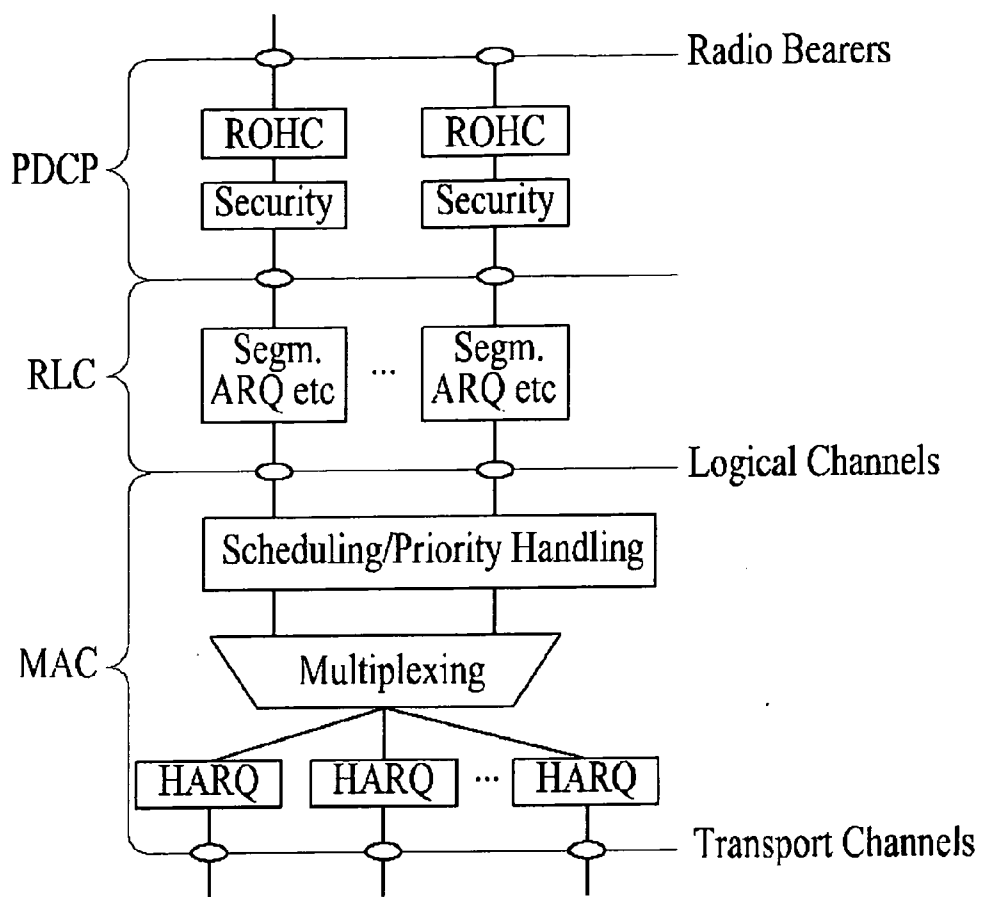 Radio Bearers
ROHC
ROHC
PDCP
Security
Security
Segm.
ARQ etc
...
Segm.
ARQ etc
RLC
Logical Channels
Scheduling/Priority Handling
MAC
Multiplexing
HARQ
HARQ
...
HARQ
Transport Channels